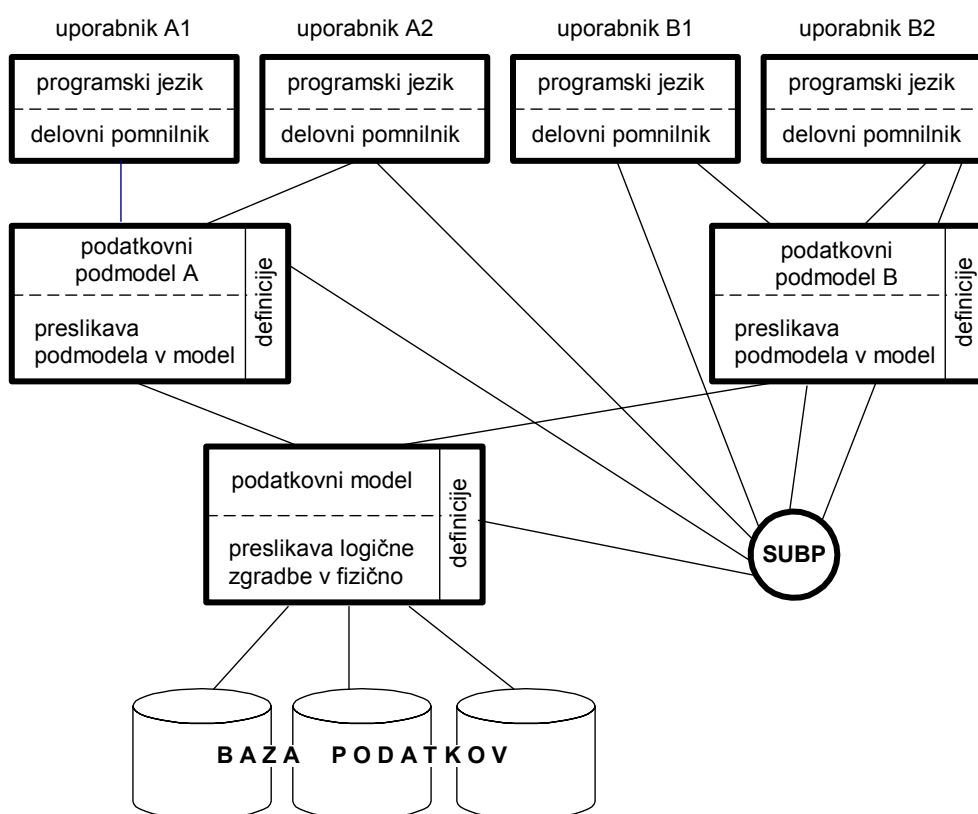 uporabnik A1
uporabnik A2
uporabnik B1
uporabnik B2
programski jezik
delovni pomnilnik
programski jezik
delovni pomnilnik
programski jezik
delovni pomnilnik
programski jezik
delovni pomnilnik
podatkovni
podmodel A
preslikava
podmodela v model
definicije
podatkovni
podmodel B
preslikava
podmodela v model
definicije
podatkovni model
preslikava logične
zgradbe v fizično
definicije
SUBP
BAZA PODATKOV